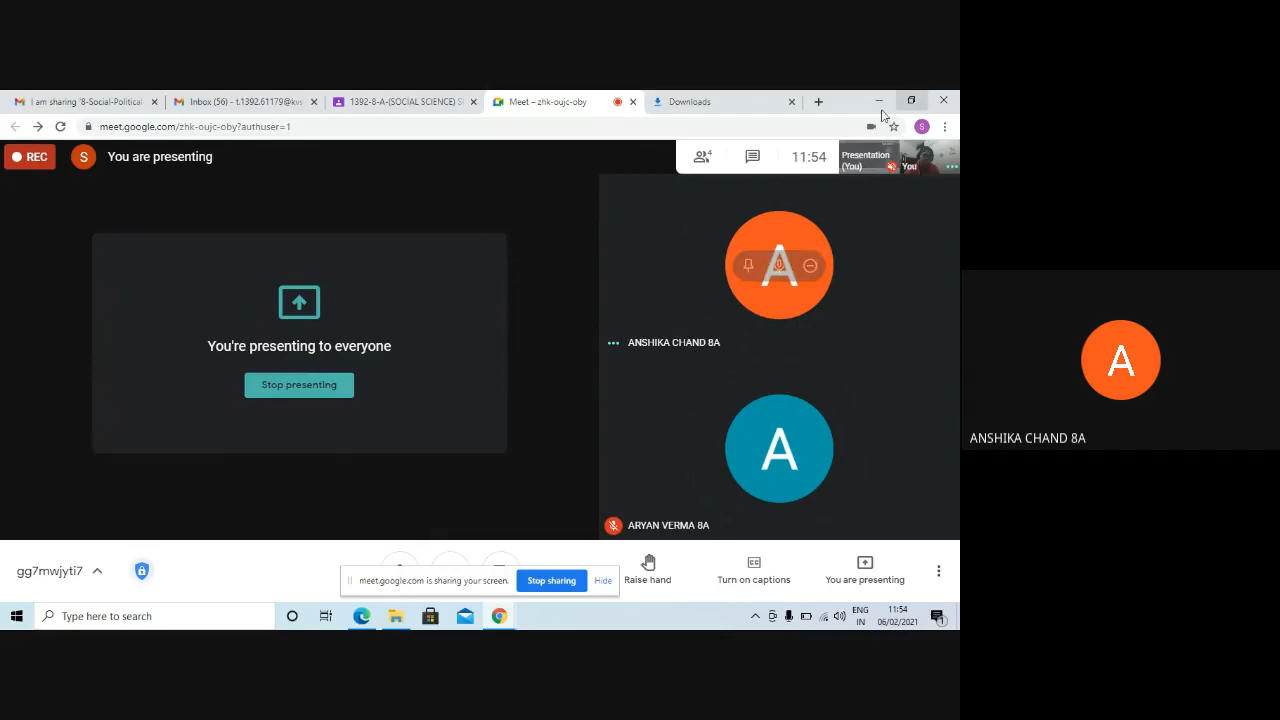 I am sharing '8-Social-Political
Inbox (56) - t.1392.61179@kvs
1392-8-A-(SOCIAL SCIENCE) S
Meet – zhk-oujc-oby
Downloads
meet.google.com/zhk-oujc-oby?authuser=1
S
REC
S
You are presenting
4
11:54
Presentation
(You)
You
You're presenting to everyone
Stop presenting
A
ANSHIKA CHAND 8A
A
ARYAN VERMA 8A
A
ANSHIKA CHAND 8A
gg7mwjyti7
meet.google.com is sharing your screen.
Stop sharing
Hide
Raise hand
Turn on captions
You are presenting
Type here to search
ENG
IN
11:54
06/02/2021
1